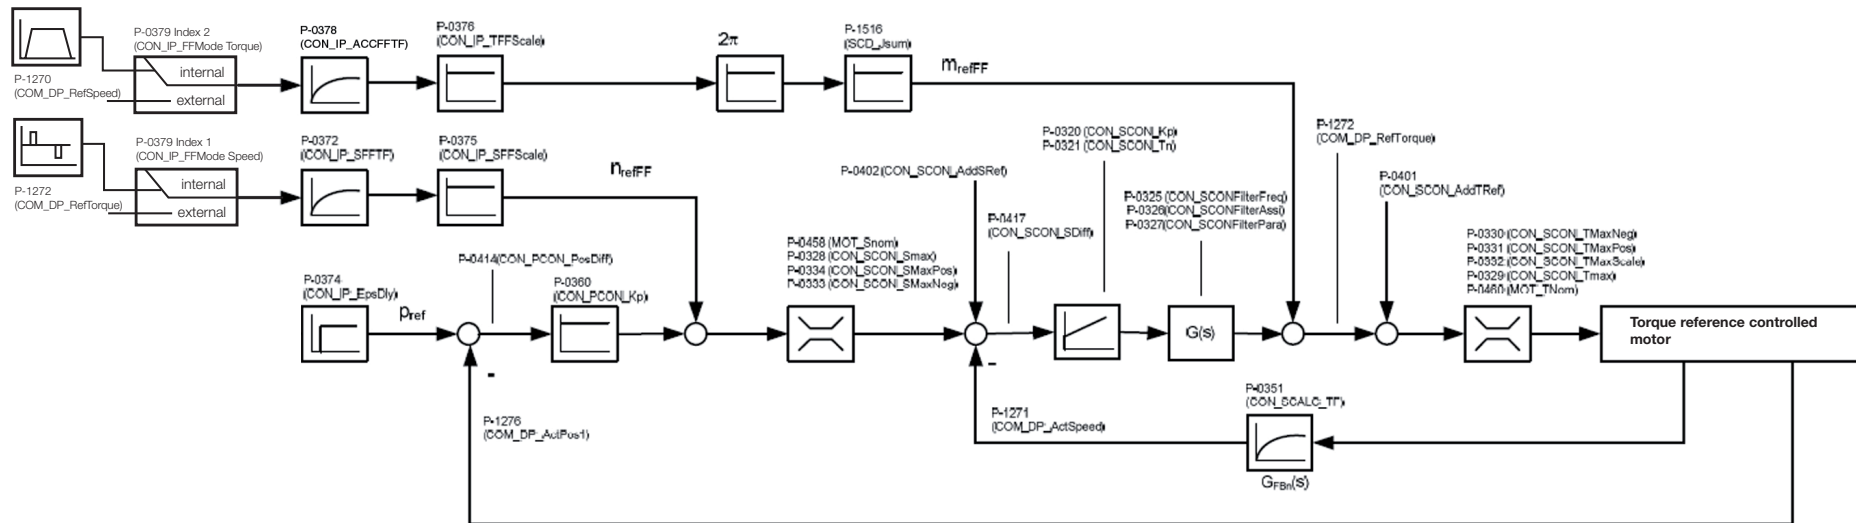 P-0379 Index 2
(CON_IP_FFMode Torque)
internal
external
P-1270
(COM_DP_RefSpeed)
P-0378
(CON_IP_ACCFFTF)
P-0376
(CON_IP_TFFScale)
2π
P-1516
(SCD_Jsum)
mrefFF
P-0379 Index 1
(CON_IP_FFMode Speed)
internal
external
P-1272
(COM_DP_RefTorque)
P-0372
(CON_IP_SFFTF)
P-0375
(CON_IP_SFFScale)
nrefFF
P-0402 (CON_SCON_AddSRef)
P-0320 (CON_SCON_Kp)
P-0321 (CON_SCON_Tn)
P-1272
(COM_DP_RefTorque)
P-0401
(CON_SCON_AddTRef)
P-0417
(CON_SCON_SDiff)
P-0325 (CON_SCONFilterFreq)
P-0326(CON_SCONFilterAssi)
P-0327(CON_SCONFilterPara)
P-0414(CON_PCON_PosDiff)
P-0374
(CON_IP_EpsDly)
pref
P-0360
(CON_PCON_Kp)
P-0458 (MOT_Snom)
P-0328 (CON_SCON_Smax)
P-0334 (CON_SCON_SMaxPos)
P-0333 (CON_SCON_SMaxNeg)
P-0330 (CON_SCON_TMaxNeg)
P-0331 (CON_SCON_TMaxPos)
P-0332 (CON_SCON_TMaxScale)
P-0329 (CON_SCON_Tmax)
P-0460 (MOT_TNom)
G(s)
Torque reference controlled
motor
-
-
P-1276
(COM_DP_ActPos1)
P-1271
(COM_DP_ActSpeed)
P-0351
(CON_SCALC_TF)
GFBn(s)